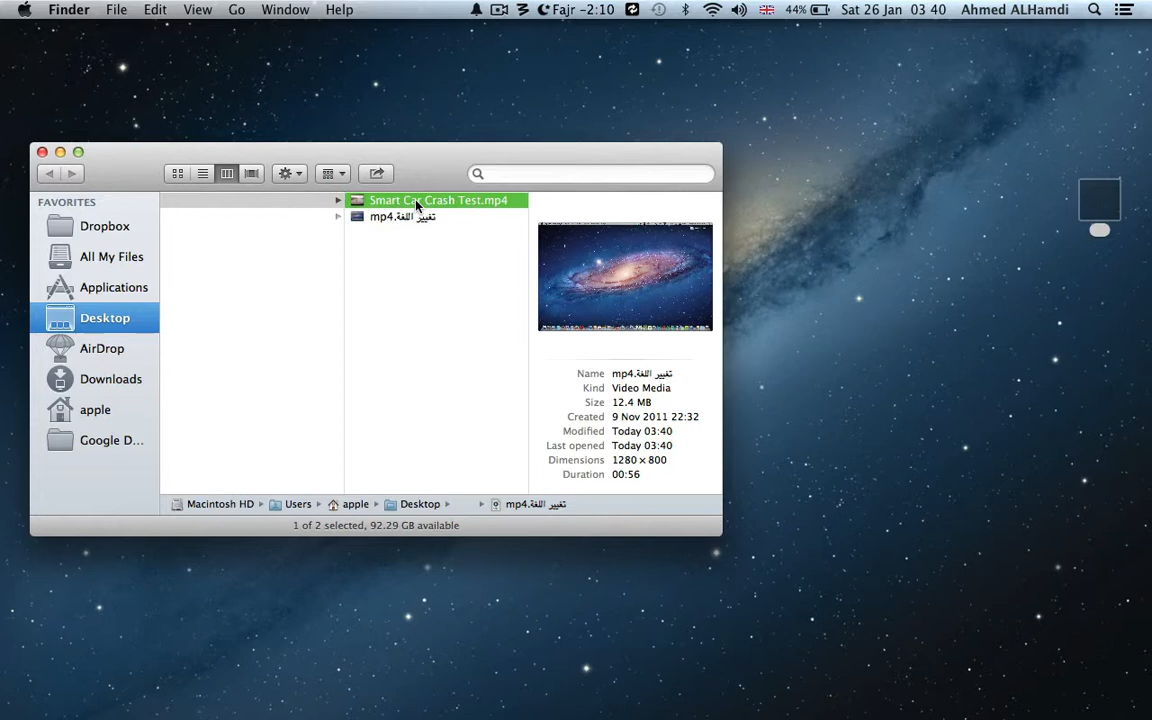 Finder File Edit View Go Window Help Fajr -2:10 44% Sat 26 Jan 03 40 Ahmed ALHamdi
FAVORITES
Dropbox
All My Files
Applications
Desktop
AirDrop
Downloads
apple
Google D...
Smart Car Crash Test.mp4
تغيير اللغة.mp4
Name تغيير اللغة.mp4
Kind Video Media
Size 12.4 MB
Created 9 Nov 2011 22:32
Modified Today 03:40
Last opened Today 03:40
Dimensions 1280 × 800
Duration 00:56
Macintosh HD Users apple Desktop تغيير اللغة.mp4
1 of 2 selected, 92.29 GB available